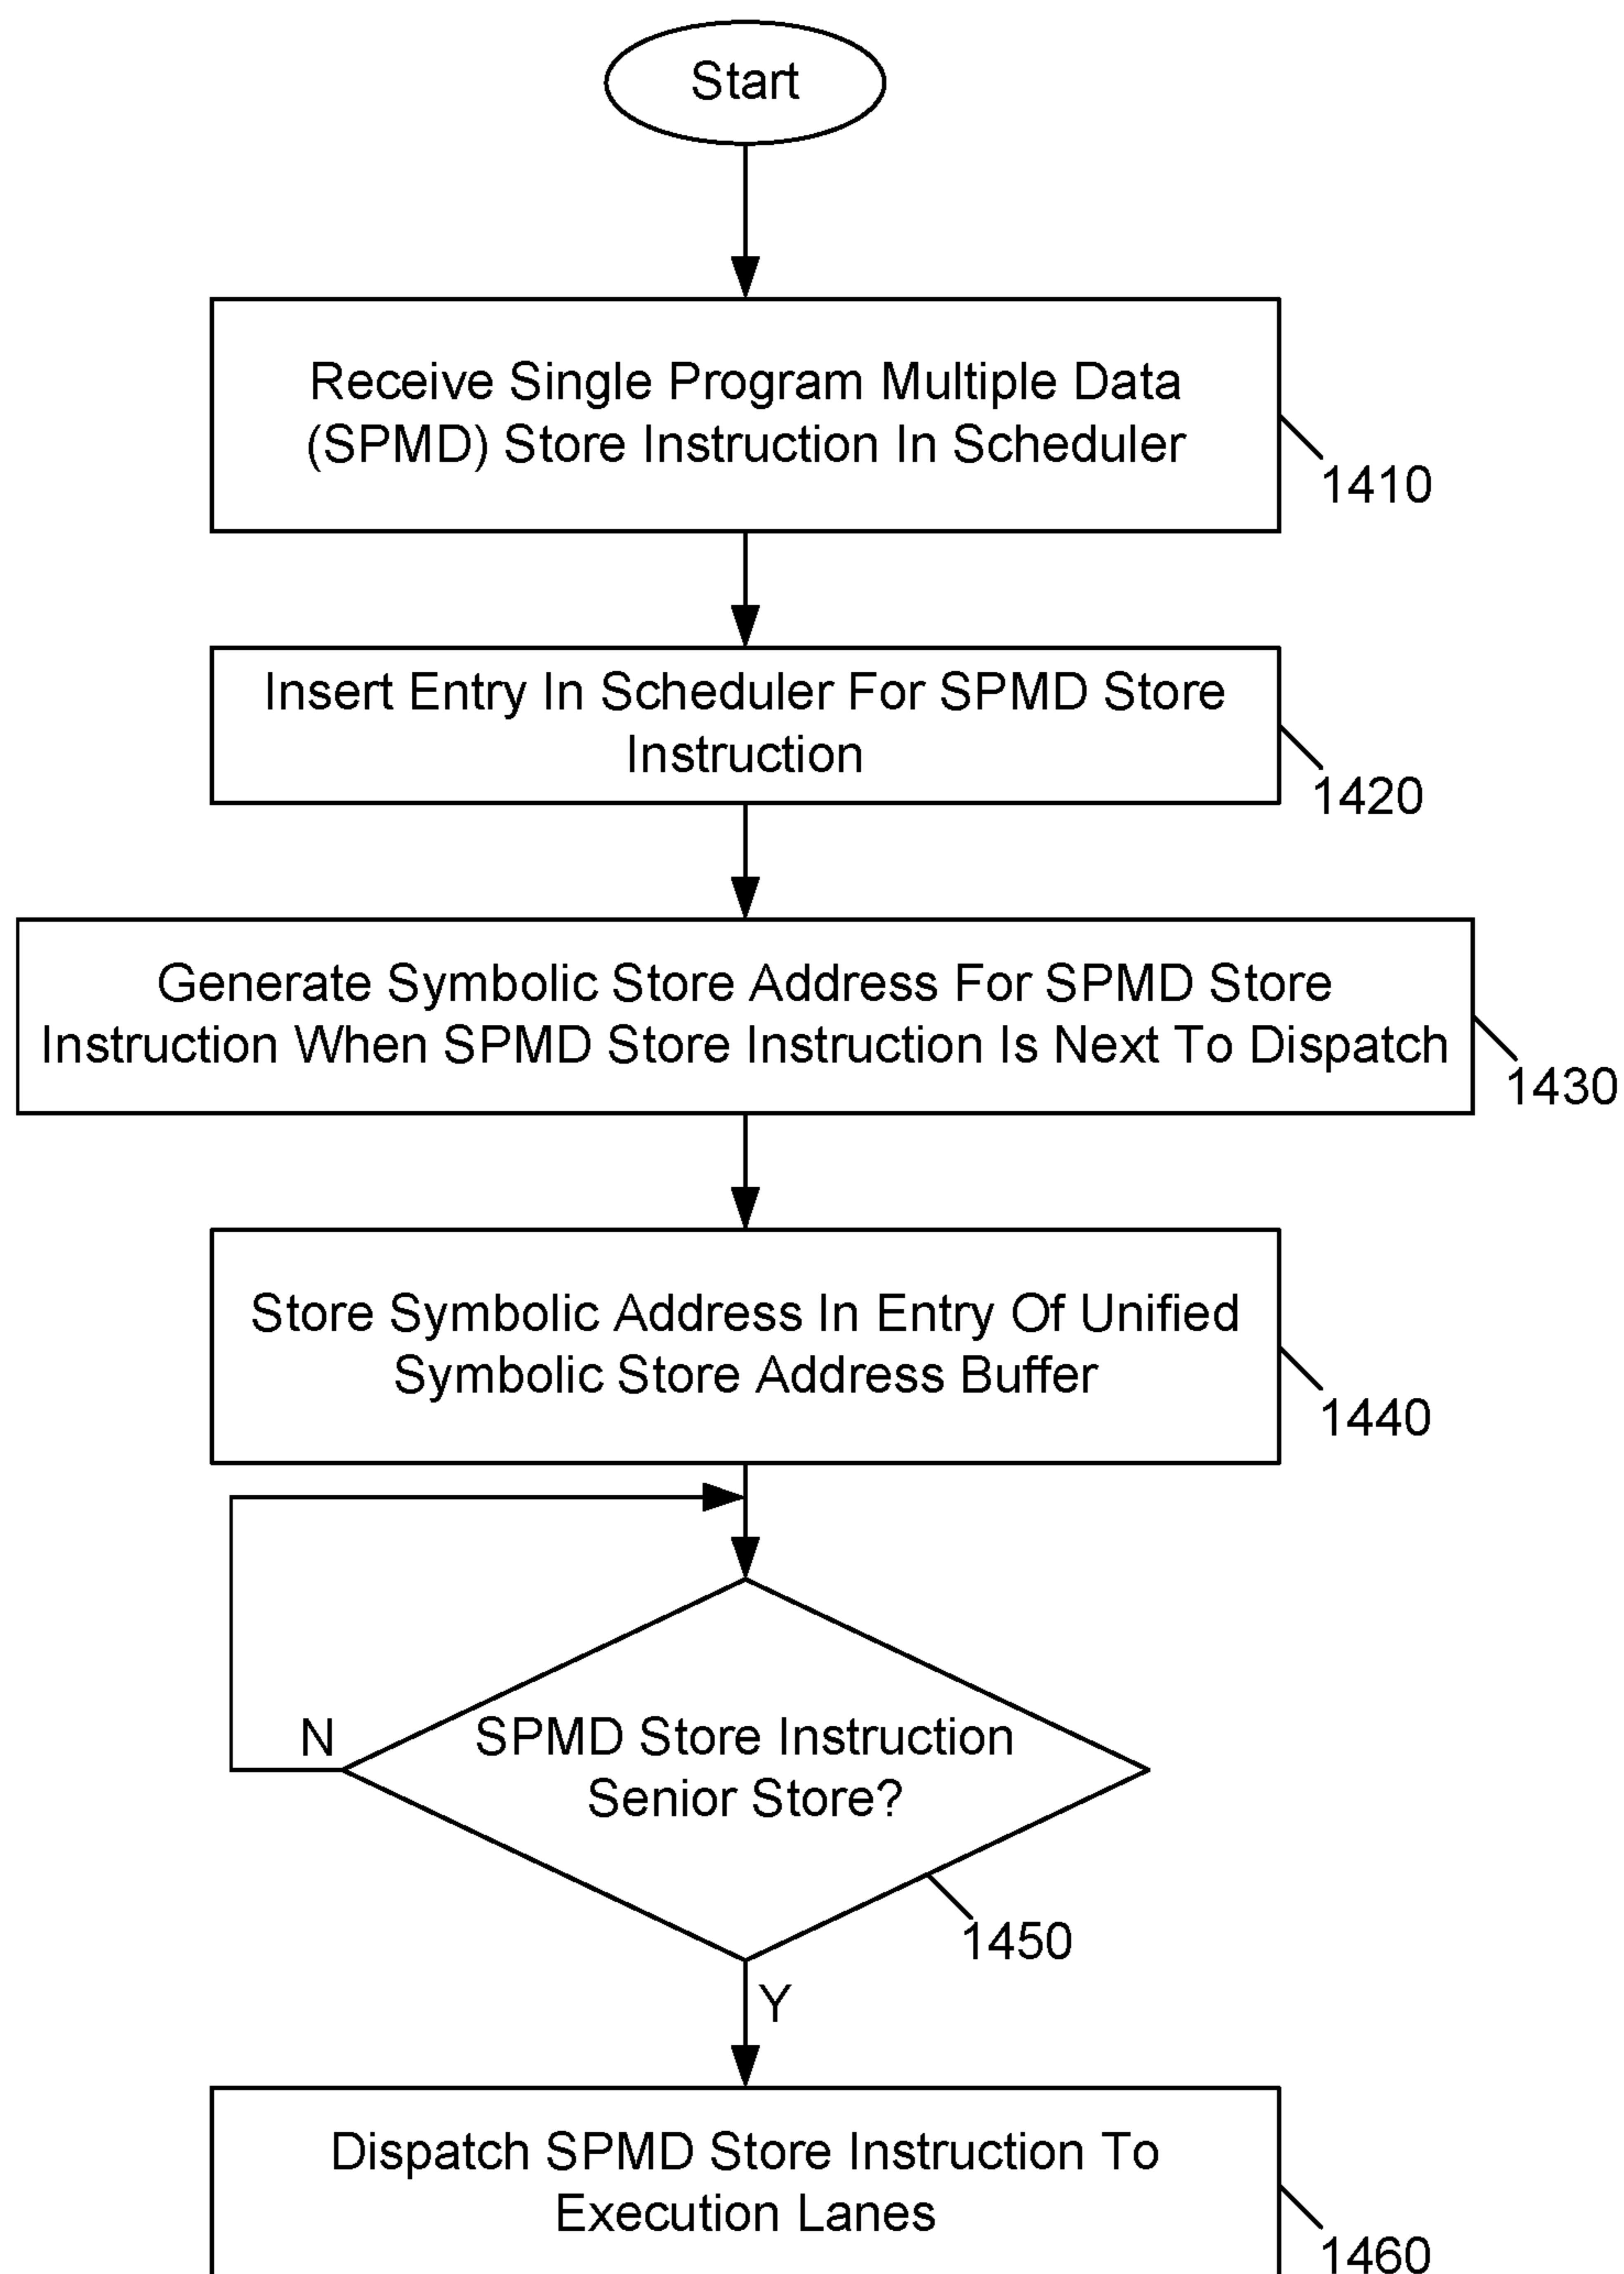 Start
Receive Single Program Multiple Data
(SPMD) Store Instruction In Scheduler
1410
Insert Entry In Scheduler For SPMD Store
Instruction
1420
Generate Symbolic Store Address For SPMD Store
Instruction When SPMD Store Instruction Is Next To Dispatch
1430
Store Symbolic Address In Entry Of Unified
Symbolic Store Address Buffer
1440
N
SPMD Store Instruction
Senior Store?
1450
Y
Dispatch SPMD Store Instruction To
Execution Lanes
1460